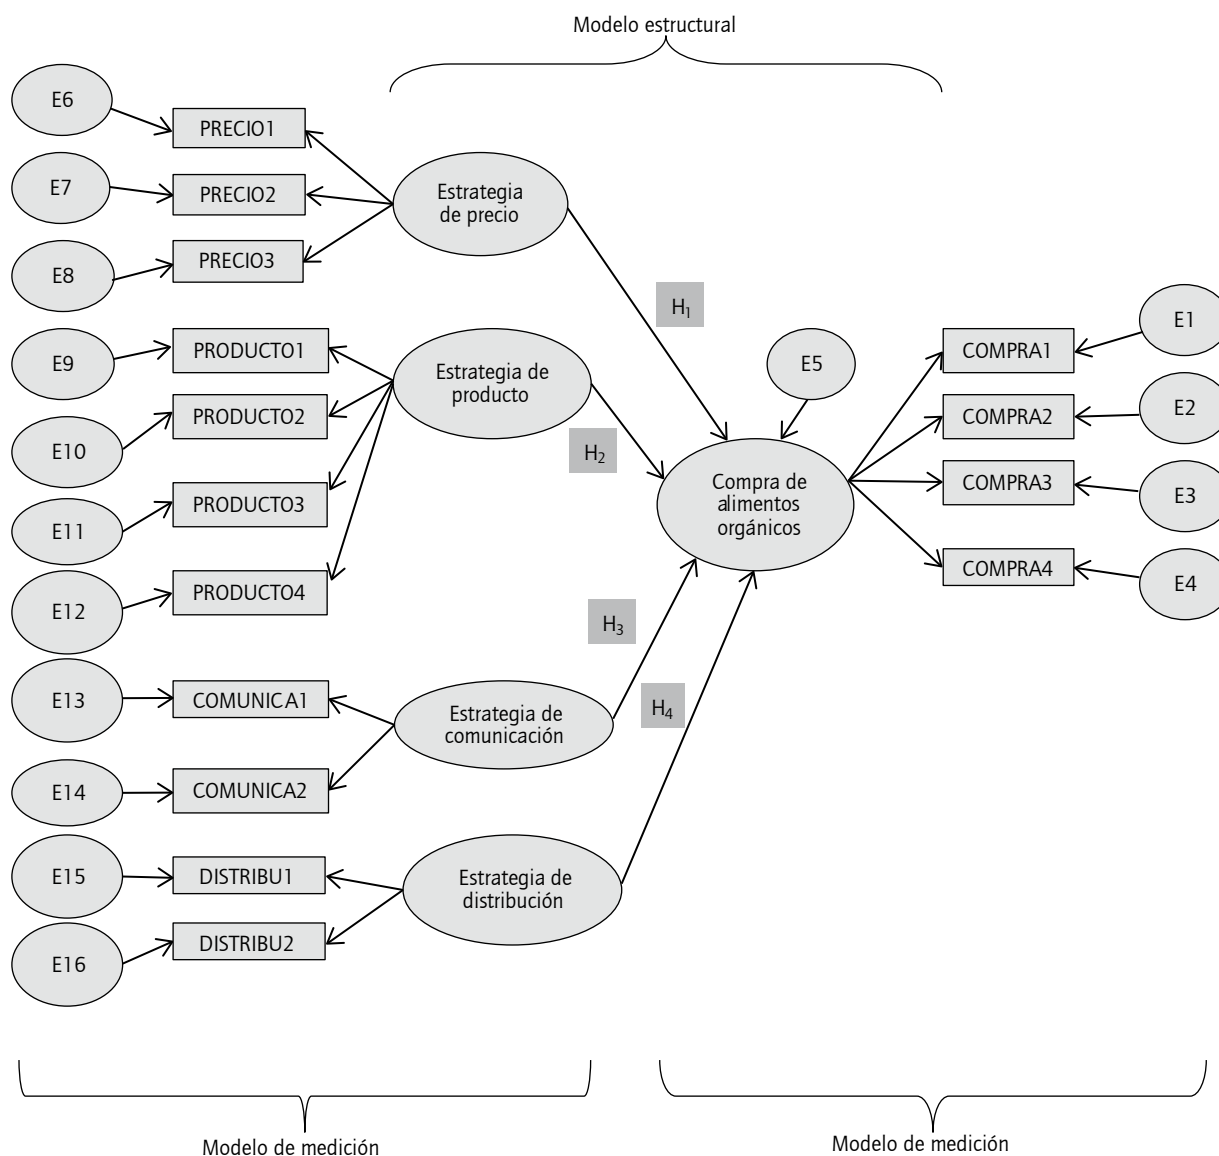 Modelo estructural
E6
PRECIO1
E7
PRECIO2
E8
PRECIO3
Estrategia
de precio
H1
E9
PRODUCTO1
E10
PRODUCTO2
E11
PRODUCTO3
E12
PRODUCTO4
Estrategia de
producto
H2
E5
Compra de
alimentos
orgánicos
COMPRA1
E1
COMPRA2
E2
COMPRA3
E3
COMPRA4
E4
H3
E13
COMUNICA1
E14
COMUNICA2
Estrategia de
comunicación
H4
E15
DISTRIBU1
E16
DISTRIBU2
Estrategia de
distribución
Modelo de medición
Modelo de medición